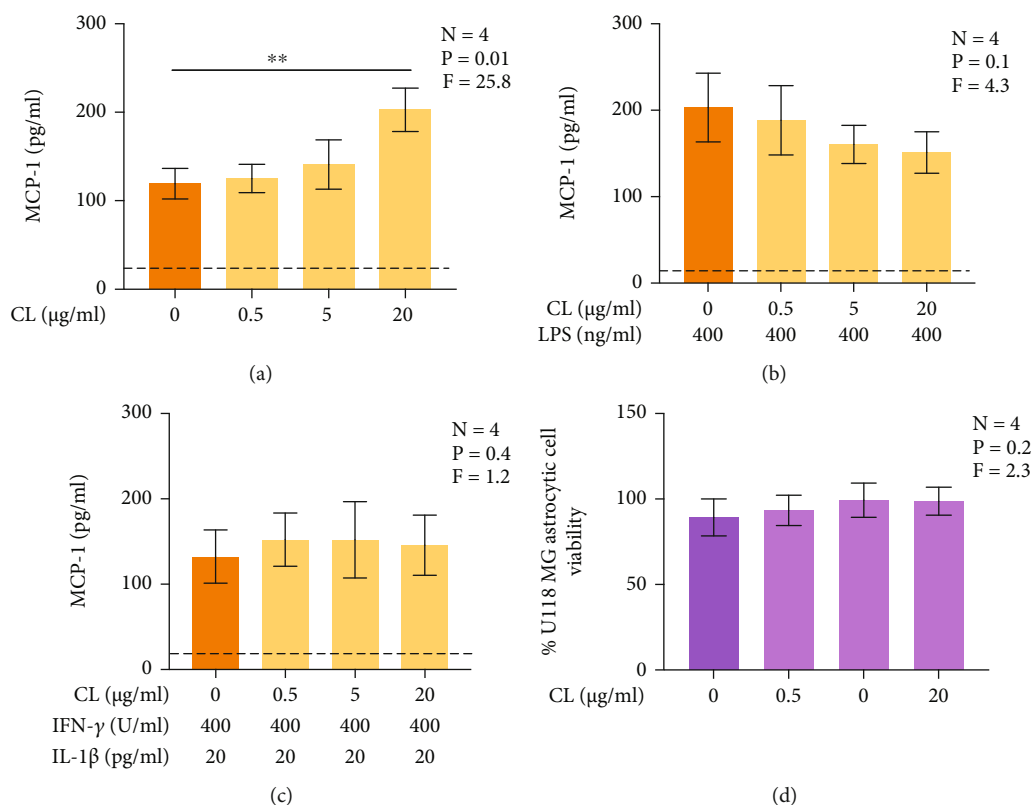 300
200
100
0
MCP-1 (pg/ml)
**
N = 4
P = 0.01
F = 25.8
CL (μg/ml) 0 0.5 5 20
(a)
300
200
100
0
MCP-1 (pg/ml)
N = 4
P = 0.1
F = 4.3
CL (μg/ml) 0 0.5 5 20
LPS (ng/ml) 400 400 400 400
(b)
300
200
100
0
MCP-1 (pg/ml)
N = 4
P = 0.4
F = 1.2
CL (μg/ml) 0 0.5 5 20
IFN-γ (U/ml) 400 400 400 400
IL-1β (pg/ml) 20 20 20 20
(c)
150
100
50
0
% U118 MG astrocytic cell
viability
N = 4
P = 0.2
F = 2.3
CL (μg/ml) 0 0.5 0 20
(d)